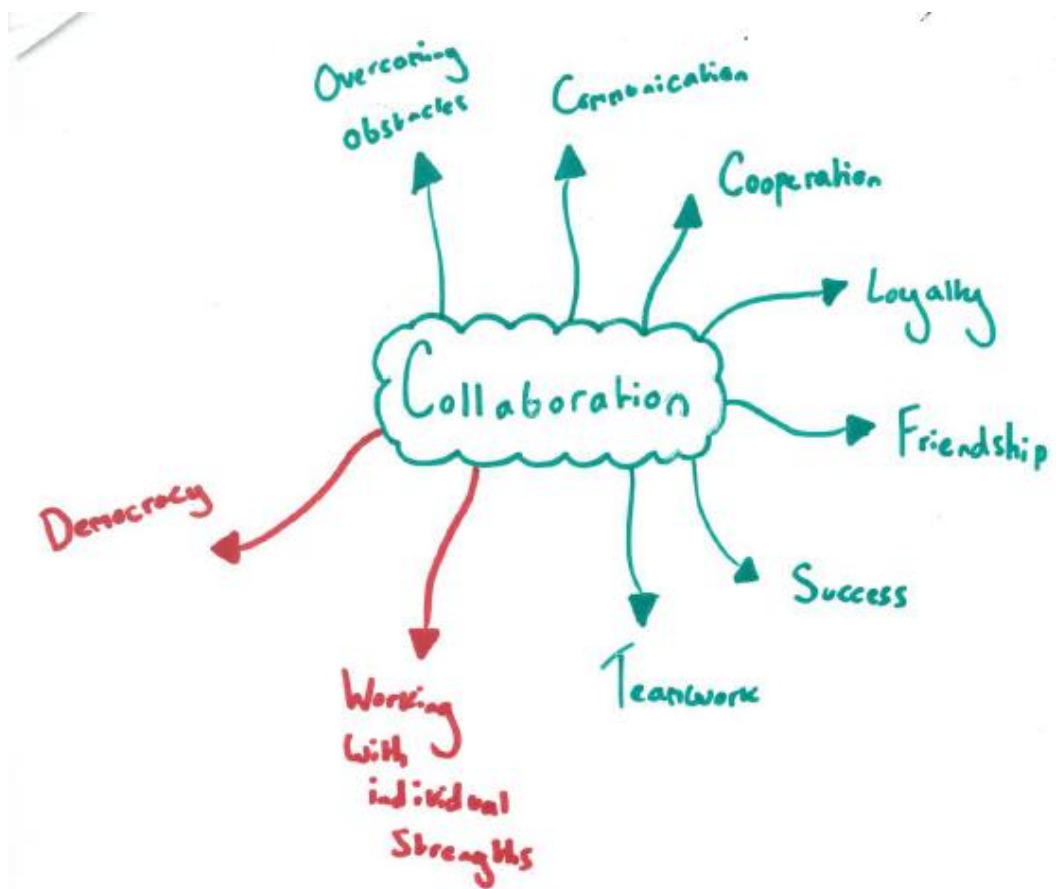 Overcoming
obstacles
Communication
Cooperation
Loyalty
Friendship
Success
Teamwork
Working
with
individual
Strengths
Democracy
Collaboration